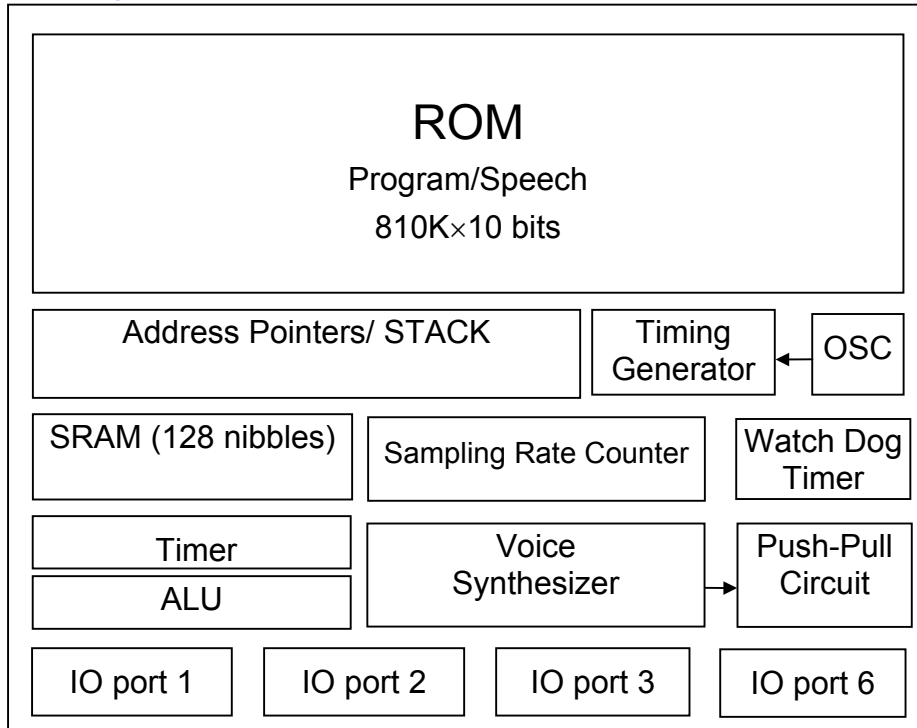 ROM
Program/Speech
810K×10 bits
Address Pointers/ STACK
Timing
Generator
OSC
SRAM (128 nibbles)
Sampling Rate Counter
Watch Dog
Timer
Timer
ALU
Voice
Synthesizer
Push-Pull
Circuit
IO port 1
IO port 2
IO port 3
IO port 6